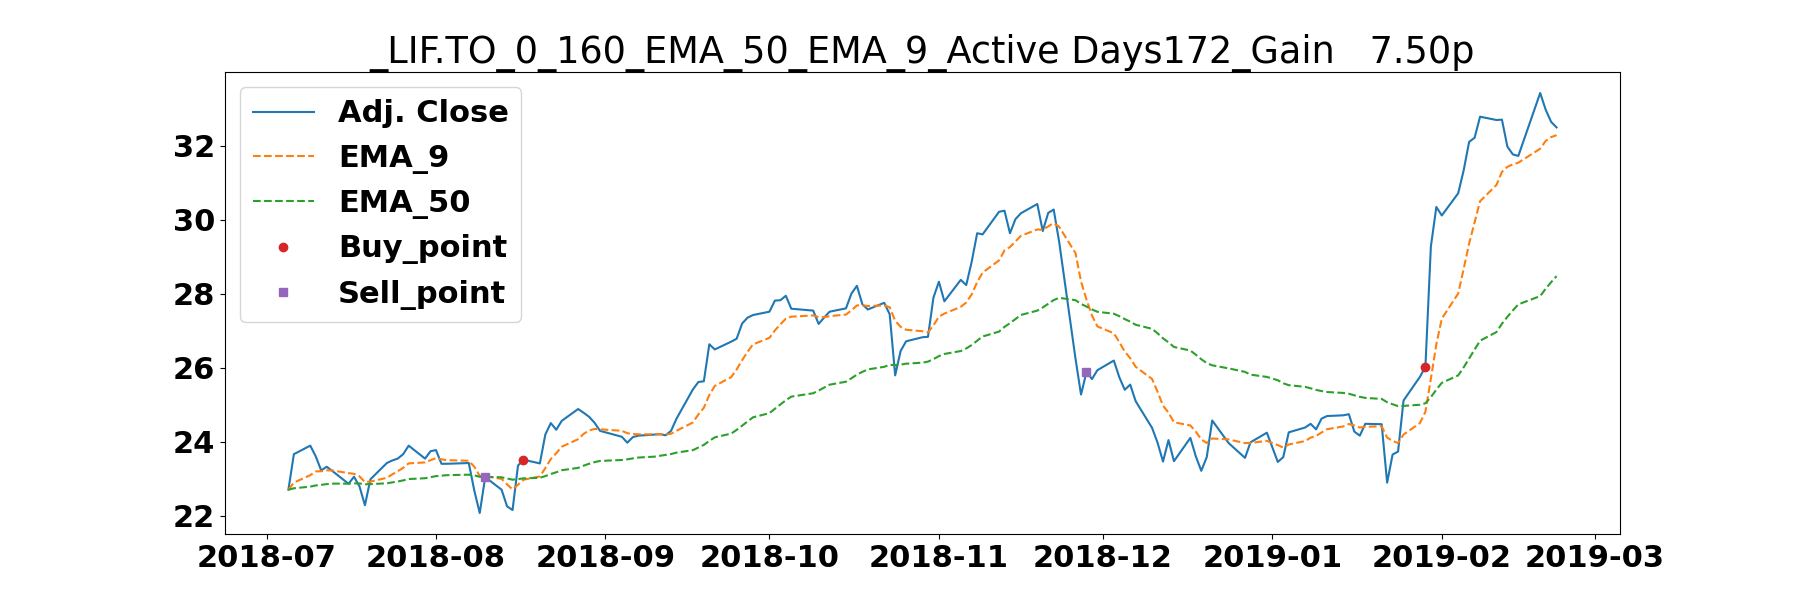 _LIF.TO_0_160_EMA_50_EMA_9_Active Days172_Gain   7.50p
Adj. Close
EMA_9
EMA_50
Buy_point
Sell_point
32
30
28
26
24
22
2018-07 2018-08 2018-09 2018-10 2018-11 2018-12 2019-01 2019-02 2019-03